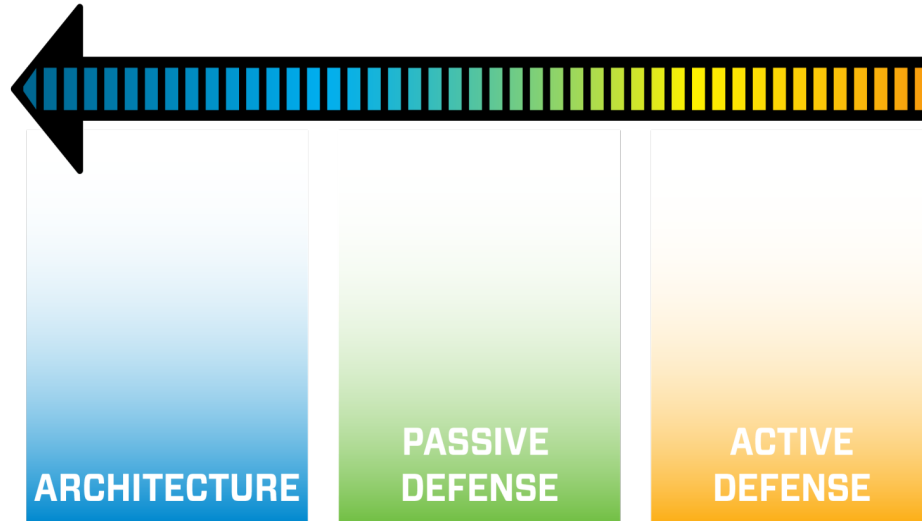 ARCHITECTURE
PASSIVE
DEFENSE
ACTIVE
DEFENSE